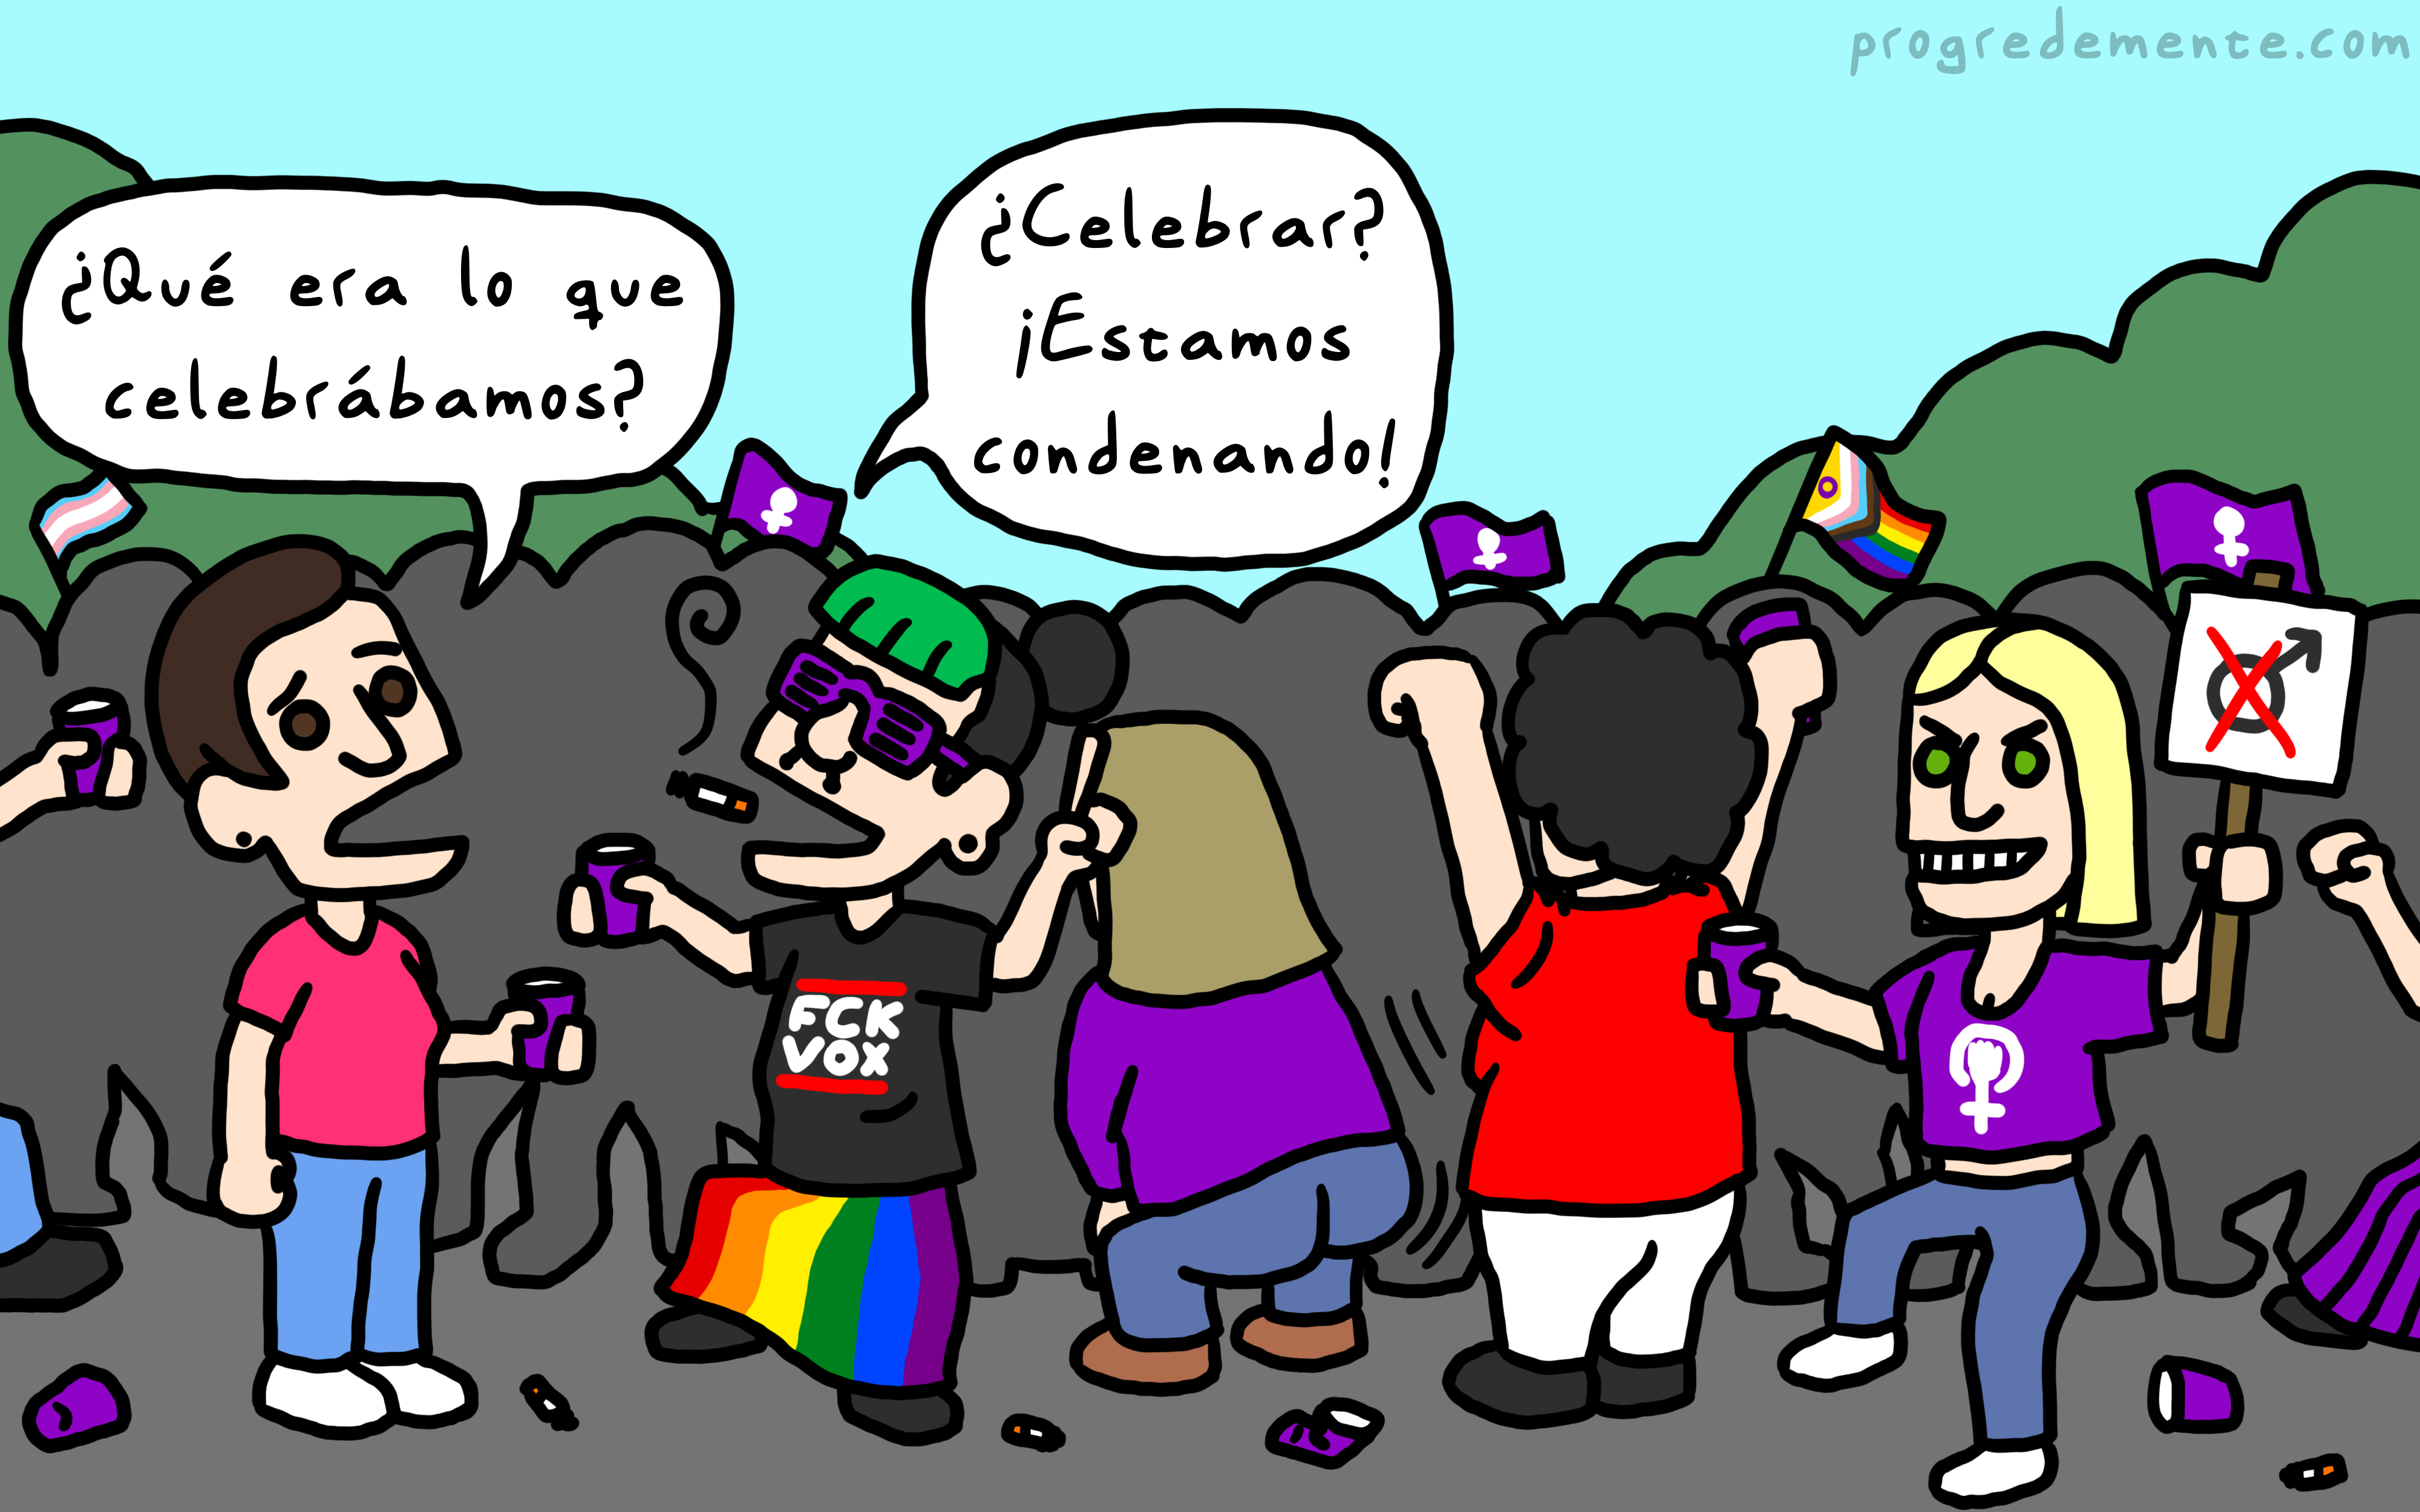 progredemente.com
¿Qué era lo que
celebrábamos?
¿Celebrar?
¡Estamos
condenando!
FCK
VOX